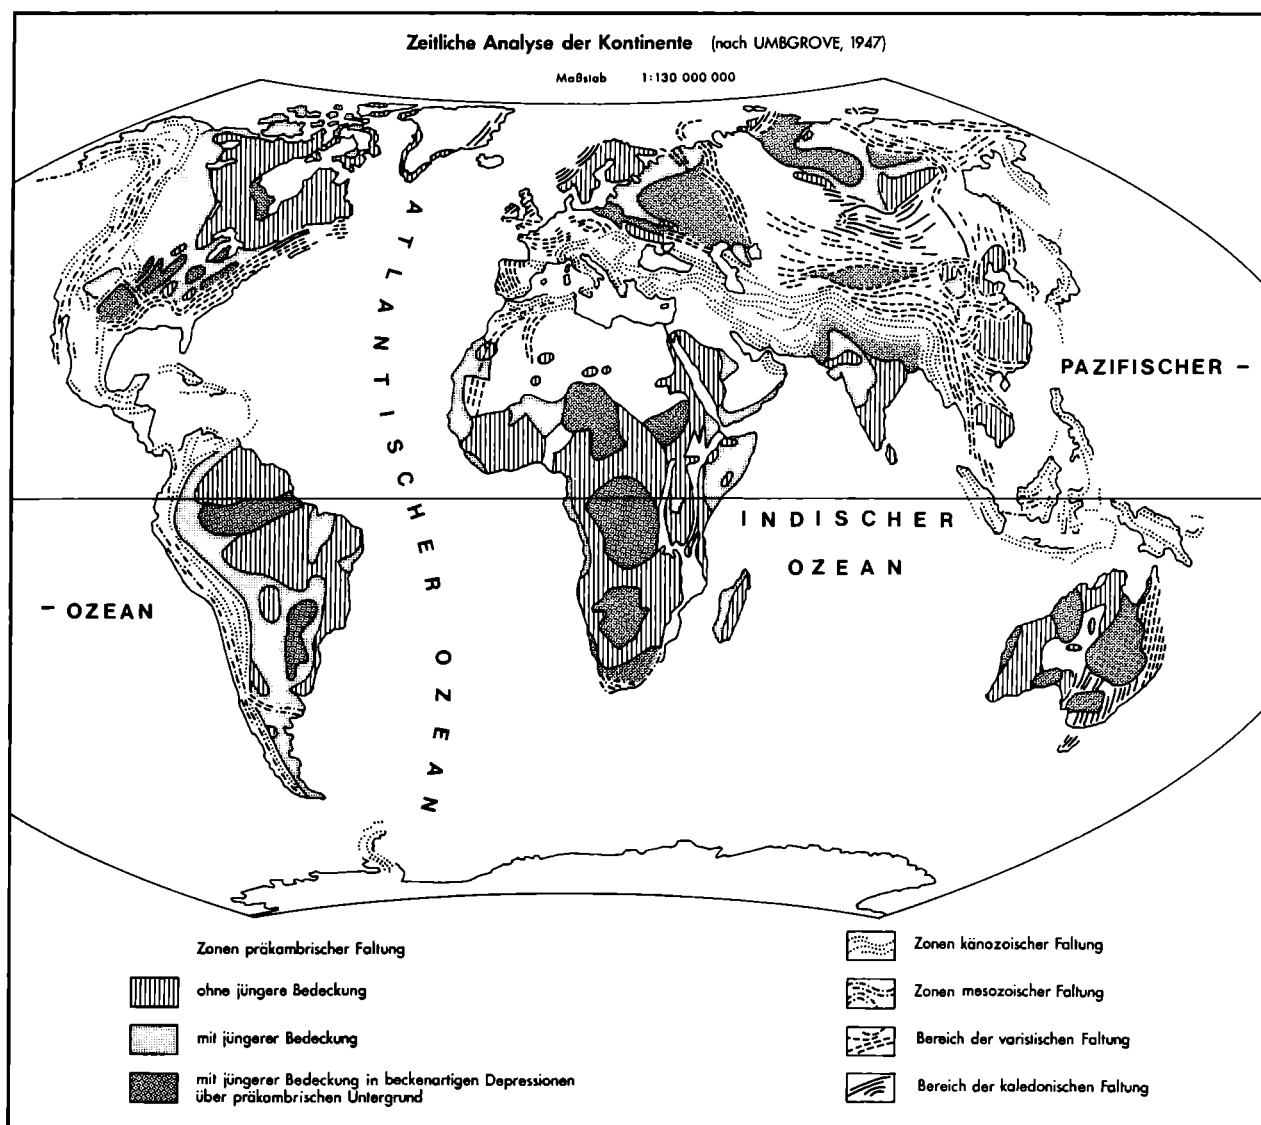 Zeitliche Analyse der Kontinente (nach UMBGROVE, 1947)
Maßstab 1:130 000 000
ATLANTISCHER OZEAN
PAZIFISCHER –
INDISCHER
OZEAN
– OZEAN
Zonen präkambrischer Faltung
ohne jüngere Bedeckung
mit jüngerer Bedeckung
mit jüngerer Bedeckung in beckenartigen Depressionen
über präkambrischen Untergrund
Zonen känozoischer Faltung
Zonen mesozoischer Faltung
Bereich der varistischen Faltung
Bereich der kaledonischen Faltung